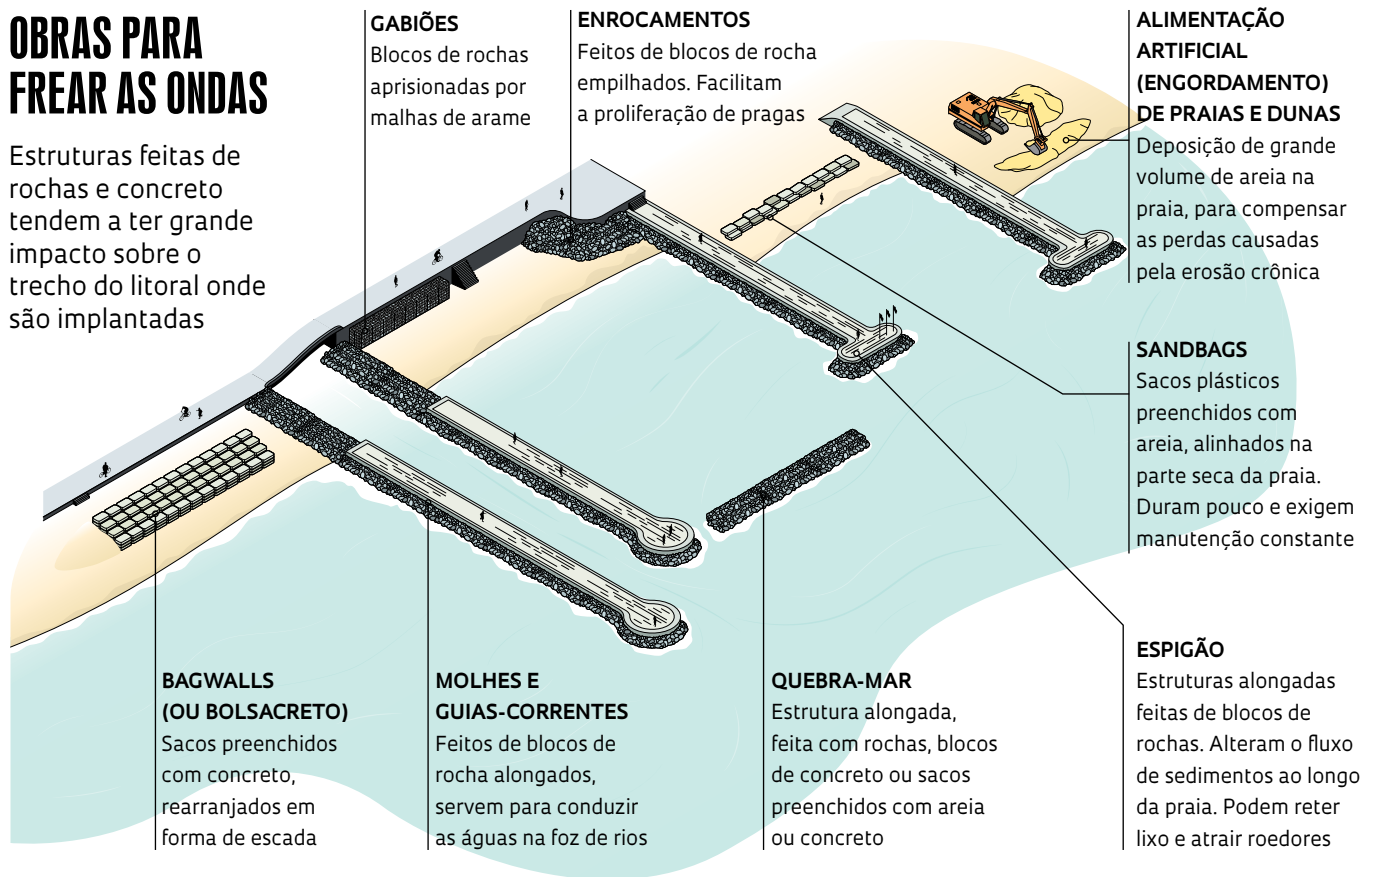 OBRAS PARA
FREAR AS ONDAS
Estruturas feitas de
rochas e concreto
tendem a ter grande
impacto sobre o
trecho do litoral onde
são implantadas
GABIÕES
Blocos de rochas
aprisionadas por
malhas de arame
ENROCAMENTOS
Feitos de blocos de rocha
empilhados. Facilitam
a proliferação de pragas
ALIMENTAÇÃO
ARTIFICIAL
(ENGORDAMENTO)
DE PRAIAS E DUNAS
Deposição de grande
volume de areia na
praia, para compensar
as perdas causadas
pela erosão crônica
SANDBAGS
Sacos plásticos
preenchidos com
areia, alinhados na
parte seca da praia.
Duram pouco e exigem
manutenção constante
BAGWALLS
(OU BOLSACRETO)
Sacos preenchidos
com concreto,
rearranjados em
forma de escada
MOLHES E
GUIAS-CORRENTES
Feitos de blocos de
rocha alongados,
servem para conduzir
as águas na foz de rios
QUEBRA-MAR
Estrutura alongada,
feita com rochas, blocos
de concreto ou sacos
preenchidos com areia
ou concreto
ESPIGÃO
Estruturas alongadas
feitas de blocos de
rochas. Alteram o fluxo
de sedimentos ao longo
da praia. Podem reter
lixo e atrair roedores